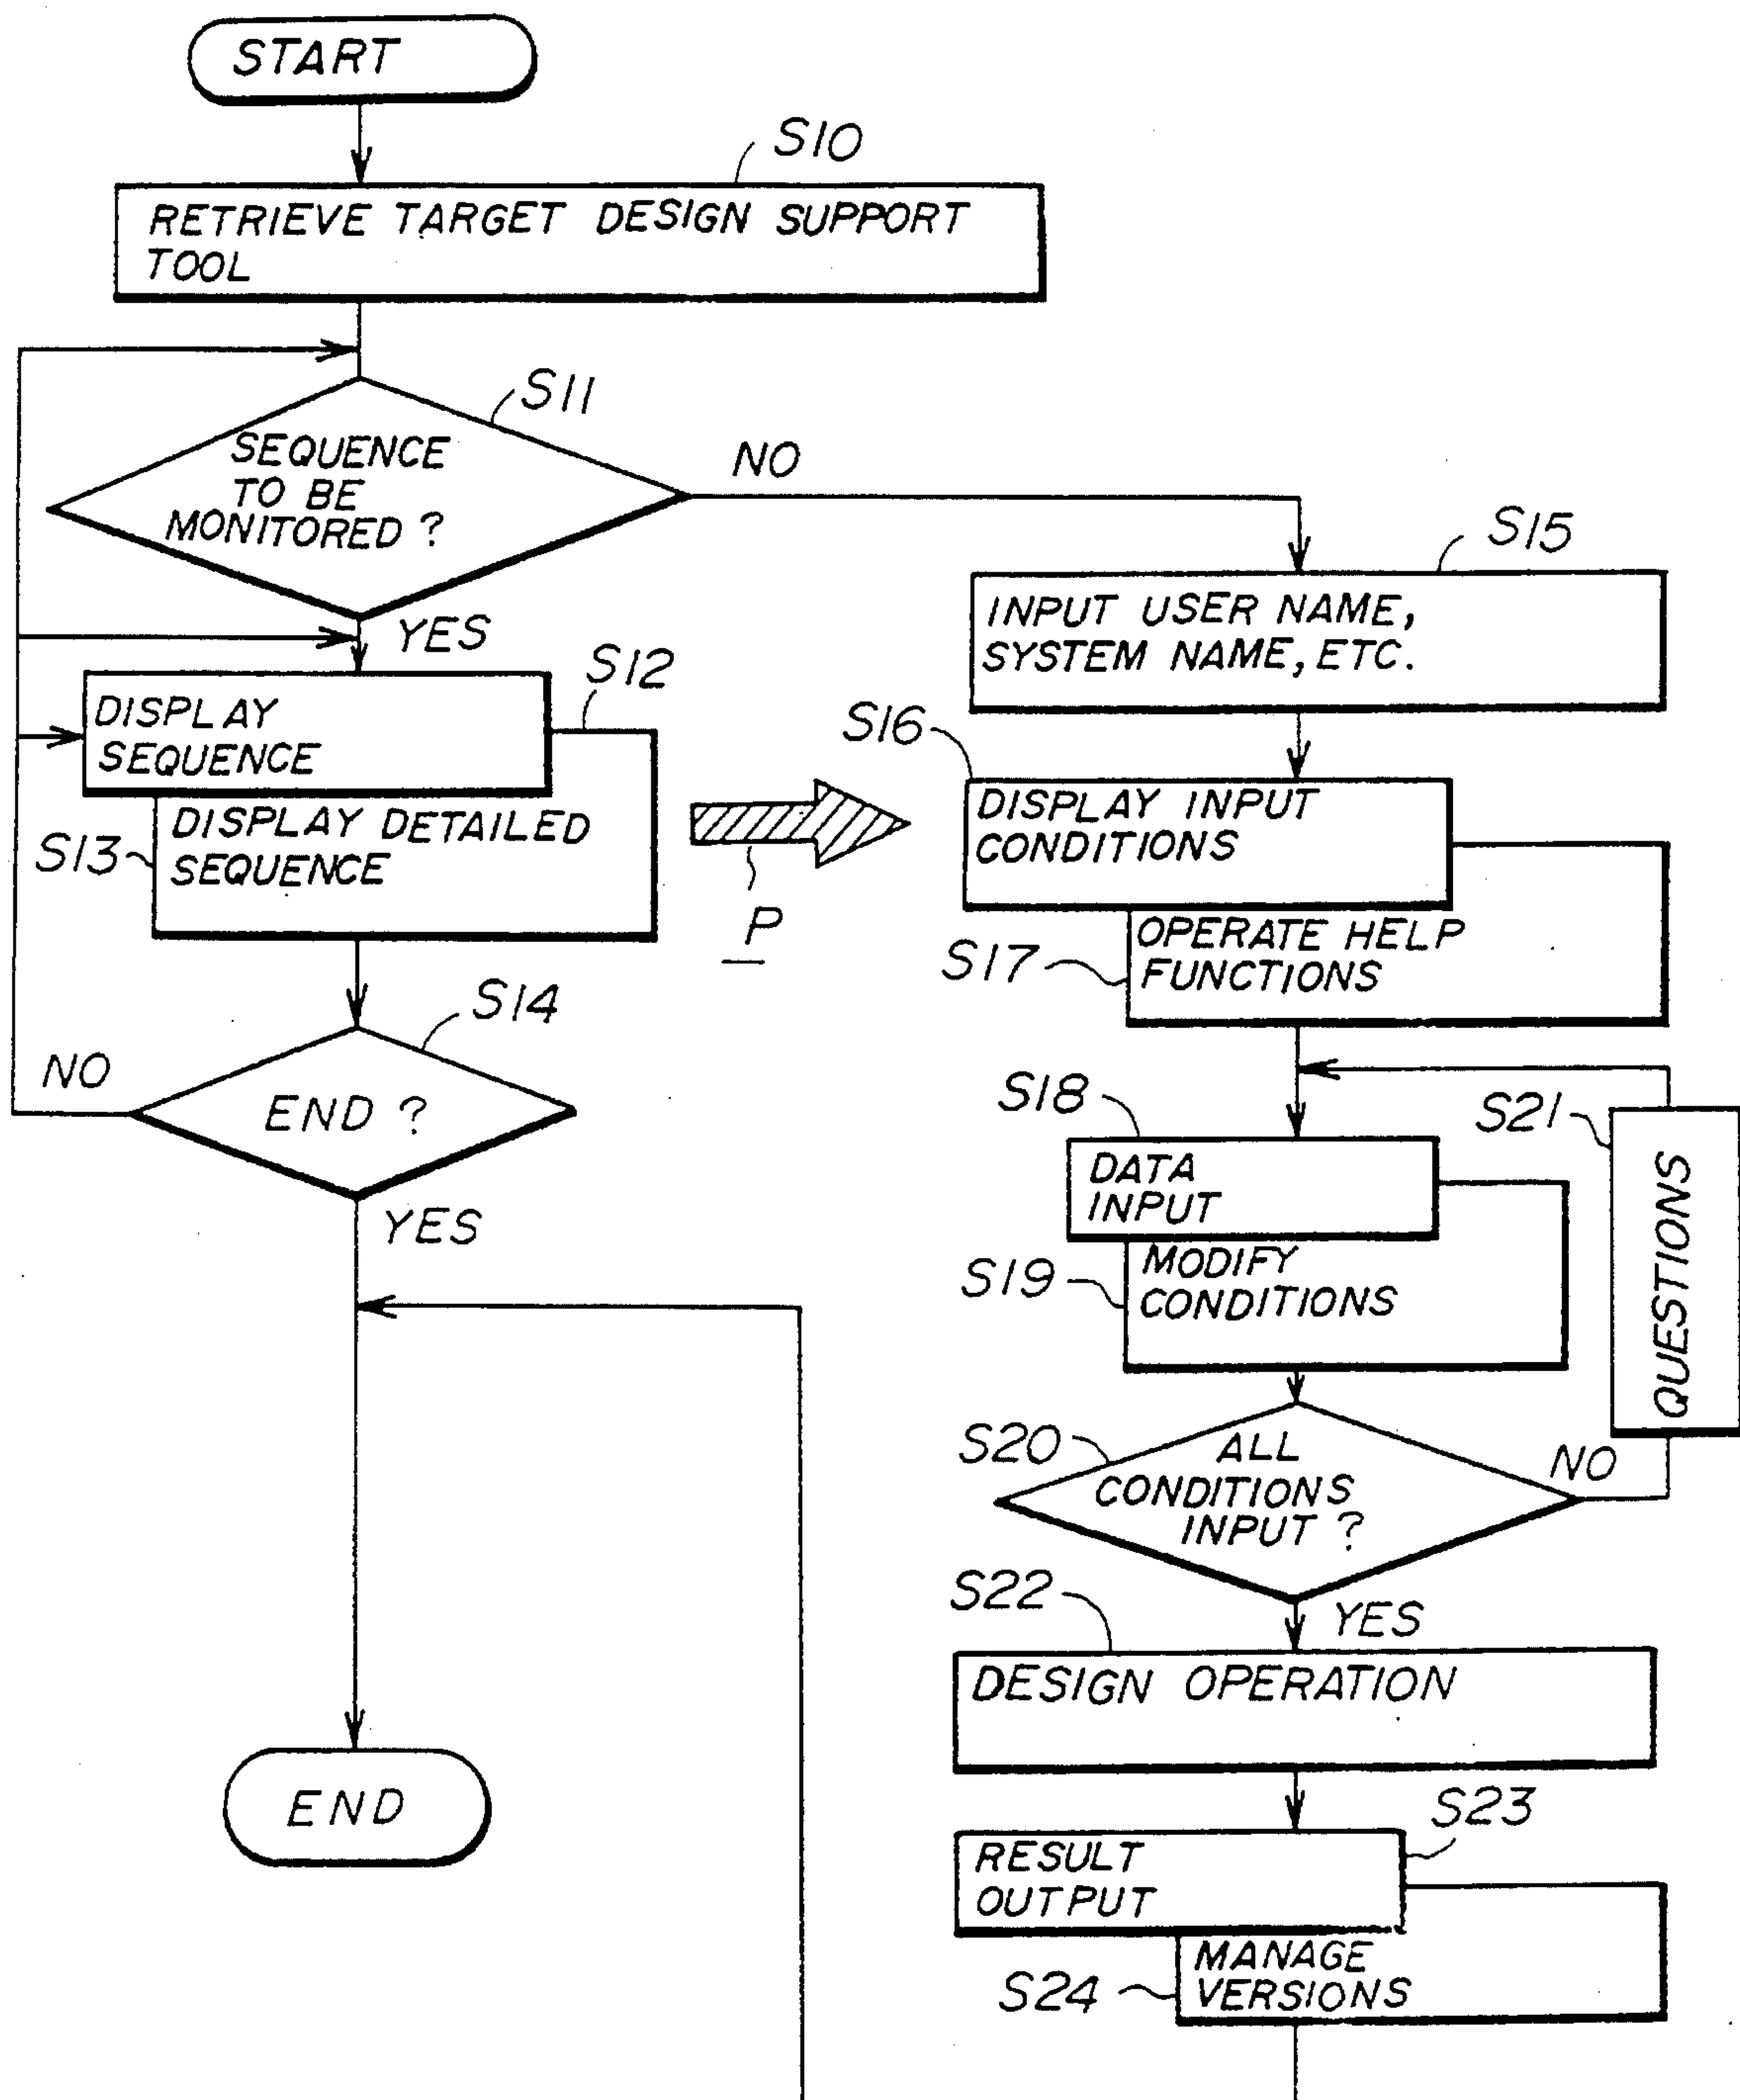 START
S10
RETRIEVE TARGET DESIGN SUPPORT
TOOL
S11
SEQUENCE
TO BE
MONITORED ?
NO
YES
S12
DISPLAY
SEQUENCE
S13
DISPLAY DETAILED
SEQUENCE
P
S14
NO
END ?
YES
END
S15
INPUT USER NAME,
SYSTEM NAME, ETC.
S16
DISPLAY INPUT
CONDITIONS
S17
OPERATE HELP
FUNCTIONS
S18
DATA
INPUT
S19
MODIFY
CONDITIONS
S21
QUESTIONS
S20
ALL
CONDITIONS
INPUT ?
NO
YES
S22
DESIGN OPERATION
S23
RESULT
OUTPUT
S24
MANAGE
VERSIONS